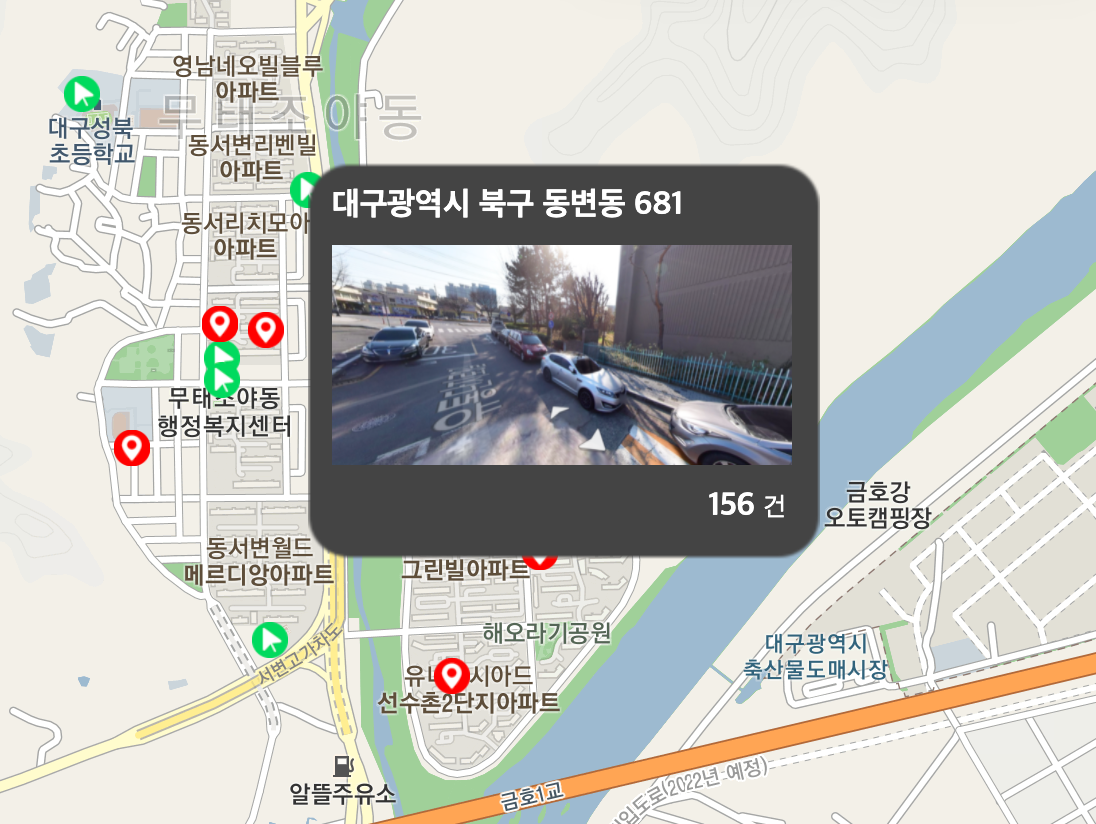 영남네오빌블루
아파트
무태조야동
대구성북
초등학교
동서변리벤빌
아파트
동서리치모아
아파트
대구광역시 북구 동변동 681
156 건
무태조야동
행정복지센터
금호강
오토캠핑장
동서변월드
메르디앙아파트
그린빌아파트
해오라기공원
서변고가차도
대구광역시
축산물도매시장
선수촌2단지아파트
알뜰주유소
금호1교
입도로(2022년 예정)